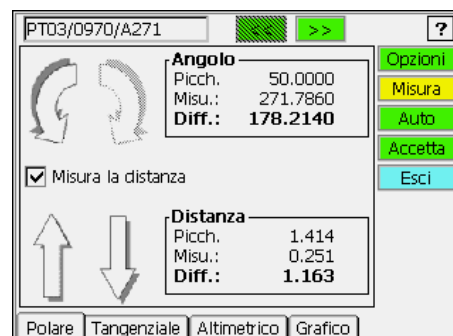 PT03/0970/A271 << >> ?
Angolo Opzioni
Picch. 50.0000 Misura
Misu.: 271.7860
Diff.: 178.2140 Auto
Accetta
Misura la distanza Esci
Distanza
Picch. 1.414
Misu.: 0.251
Diff.: 1.163
Polare Tangenziale Altimetrico Grafico